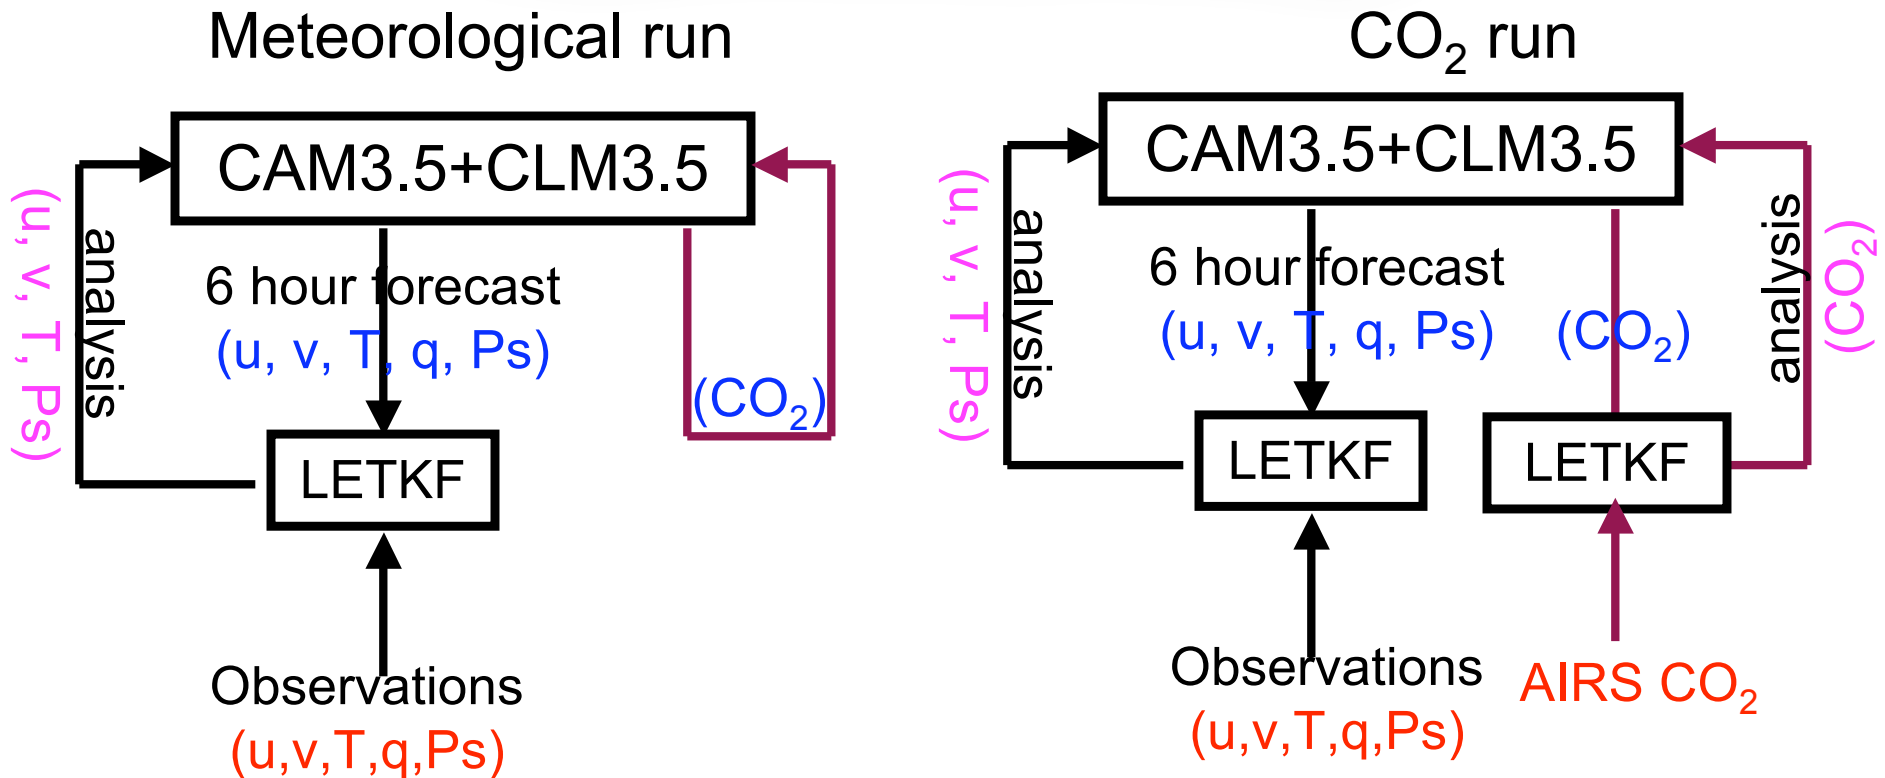 Meteorological run
CAM3.5+CLM3.5
(u, v, T, Ps)
analysis
6 hour forecast
(u, v, T, q, Ps)
(CO₂)
LETKF
Observations
(u,v,T,q,Ps)
CO₂ run
CAM3.5+CLM3.5
(u, v, T, Ps)
analysis
6 hour forecast
(u, v, T, q, Ps)
(CO₂)
analysis
(CO₂)
LETKF
LETKF
Observations
(u,v,T,q,Ps)
AIRS CO₂